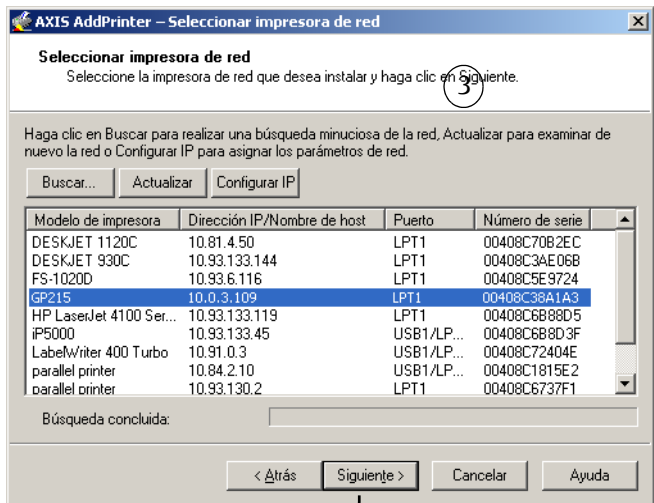 AXIS AddPrinter – Seleccionar impresora de red
Seleccionar impresora de red
Seleccione la impresora de red que desea instalar y haga clic en Siguiente.
3
Haga clic en Buscar para realizar una búsqueda minuciosa de la red, Actualizar para examinar de
nuevo la red o Configurar IP para asignar los parámetros de red.
Buscar... Actualizar Configurar IP
Modelo de impresora Dirección IP/Nombre de host Puerto Número de serie
DESKJET 1120C 10.81.4.50 LPT1 00408C70B2EC
DESKJET 930C 10.93.133.144 LPT1 00408C3AE06B
FS-1020D 10.93.6.116 LPT1 00408C5E9724
GP215 10.0.3.109 LPT1 00408C38A1A3
HP LaserJet 4100 Ser... 10.93.133.119 LPT1 00408C6B88D5
iP5000 10.93.133.45 USB1/LP... 00408C6B8D3F
LabelWriter 400 Turbo 10.91.0.3 USB1/LP... 00408C72404E
parallel printer 10.84.2.10 USB1/LP... 00408C1815E2
parallel printer 10.93.130.2 LPT1 00408C6737F1
Búsqueda concluida:
< Atrás Siguiente > Cancelar Ayuda